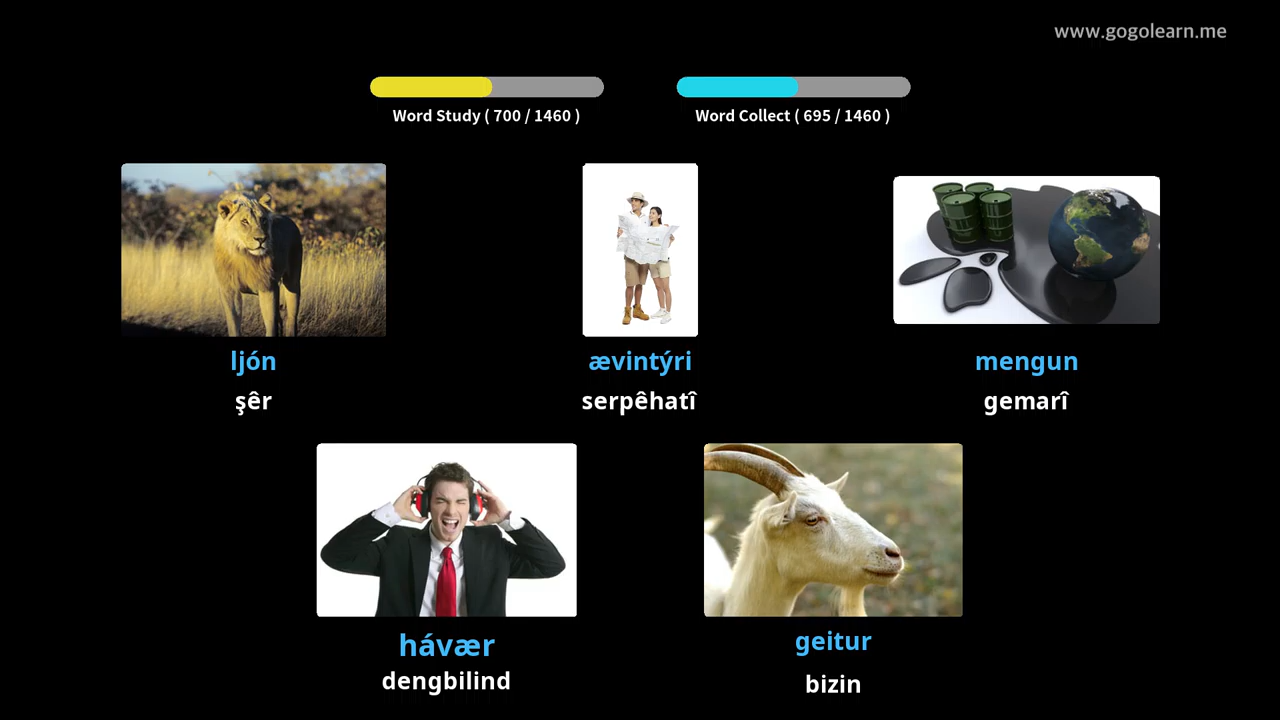 www.gogolearn.me
Word Study ( 700 / 1460 )
Word Collect ( 695 / 1460 )
ljón
şêr
ævintýri
serpêhatî
mengun
gemarî
hávær
dengbilind
geitur
bizin